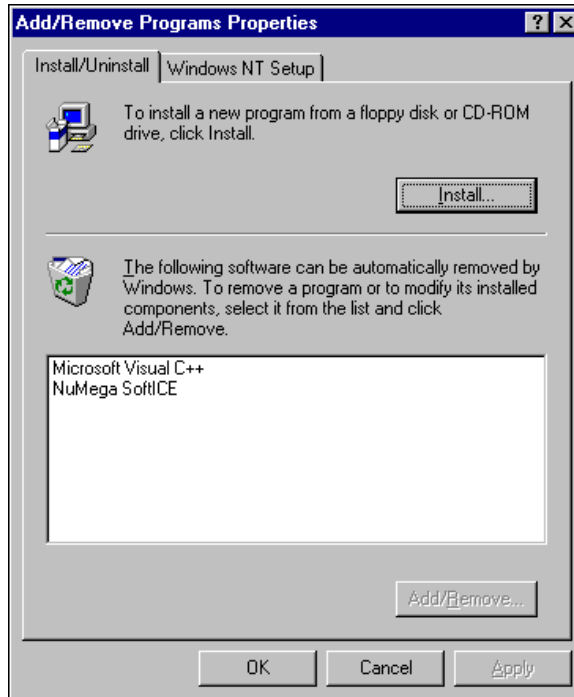 Add/Remove Programs Properties
Install/Uninstall
Windows NT Setup
To install a new program from a floppy disk or CD-ROM
drive, click Install.
Install...
The following software can be automatically removed by
Windows. To remove a program or to modify its installed
components, select it from the list and click
Add/Remove.
Microsoft Visual C++
NuMega SoftICE
Add/Remove...
OK
Cancel
Apply